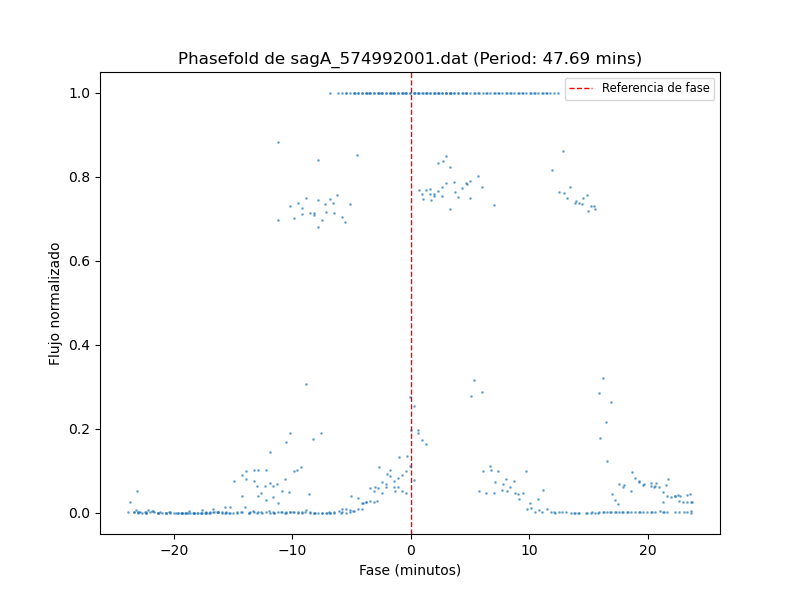 Phasefold de sagA_574992001.dat (Period: 47.69 mins)
Referencia de fase
Flujo normalizado
1.0
0.8
0.6
0.4
0.2
0.0
−20
−10
0
10
20
Fase (minutos)